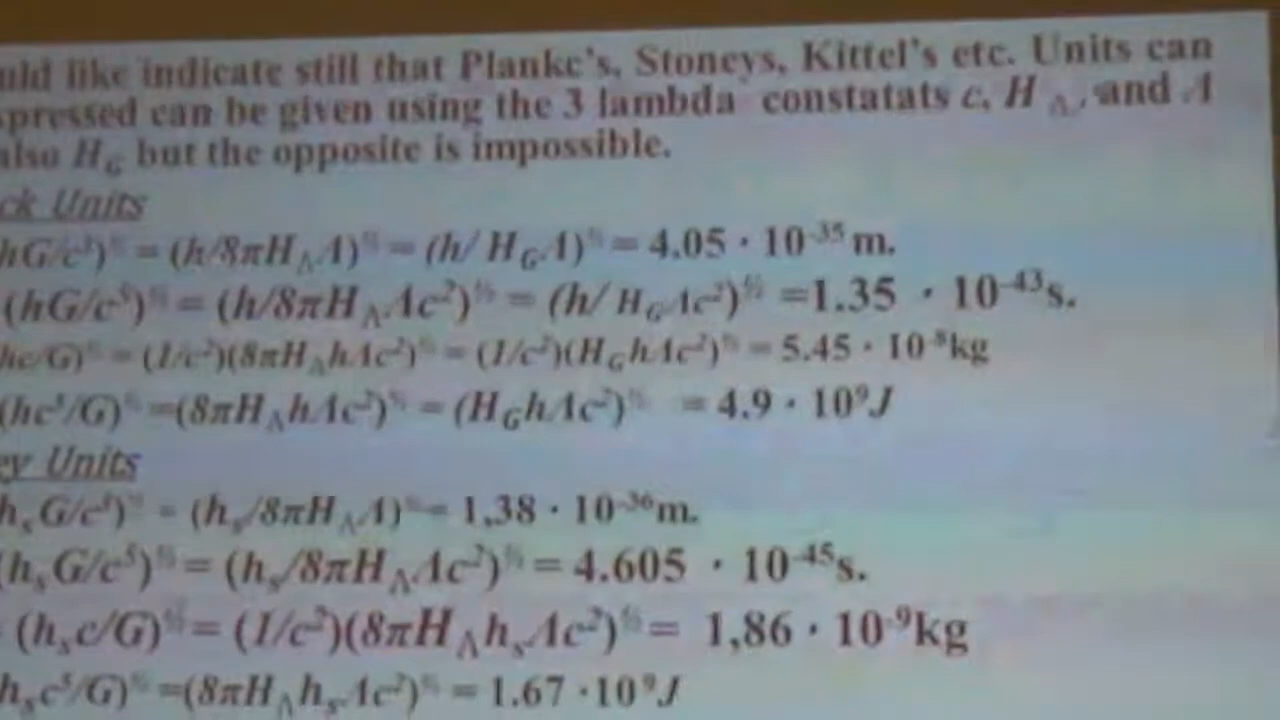 uld like indicate still that Plankc's, Stoneys, Kittel's etc. Units can
pressed can be given using the 3 lambda constatats c, H Λ, and Λ
also H_G but the opposite is impossible.
ck Units
hG/c³)^½ = (h/8πH_ΛΛ)^½ = (h/ H_GΛ)^½ = 4.05 · 10^-35 m.
(hG/c⁵)^½ = (h/8πH_ΛΛc²)^½ = (h/ H_GΛc²)^½ =1.35 · 10^-43s.
hc/G)^½ = (1/c²)(8πH_ΛhΛc²)^½ = (1/c²)(H_GhΛc²)^½ = 5.45 · 10^-8kg
(hc⁵/G)^½ =(8πH_ΛhΛc²)^½ = (H_GhΛc²)^½ = 4.9 · 10⁹J
ey Units
h_sG/c³)^½ = (h_s/8πH_ΛΛ)^½ = 1,38 · 10^-36m.
(h_sG/c⁵)^½ = (h_s/8πH_ΛΛc²)^½ = 4.605 · 10^-45s.
(h_sc/G)^½ = (1/c²)(8πH_Λh_sΛc²)^½ = 1,86 · 10^-9kg
h_sc⁵/G)^½ =(8πH_Λh_sΛc²)^½ = 1.67 ·10⁹J